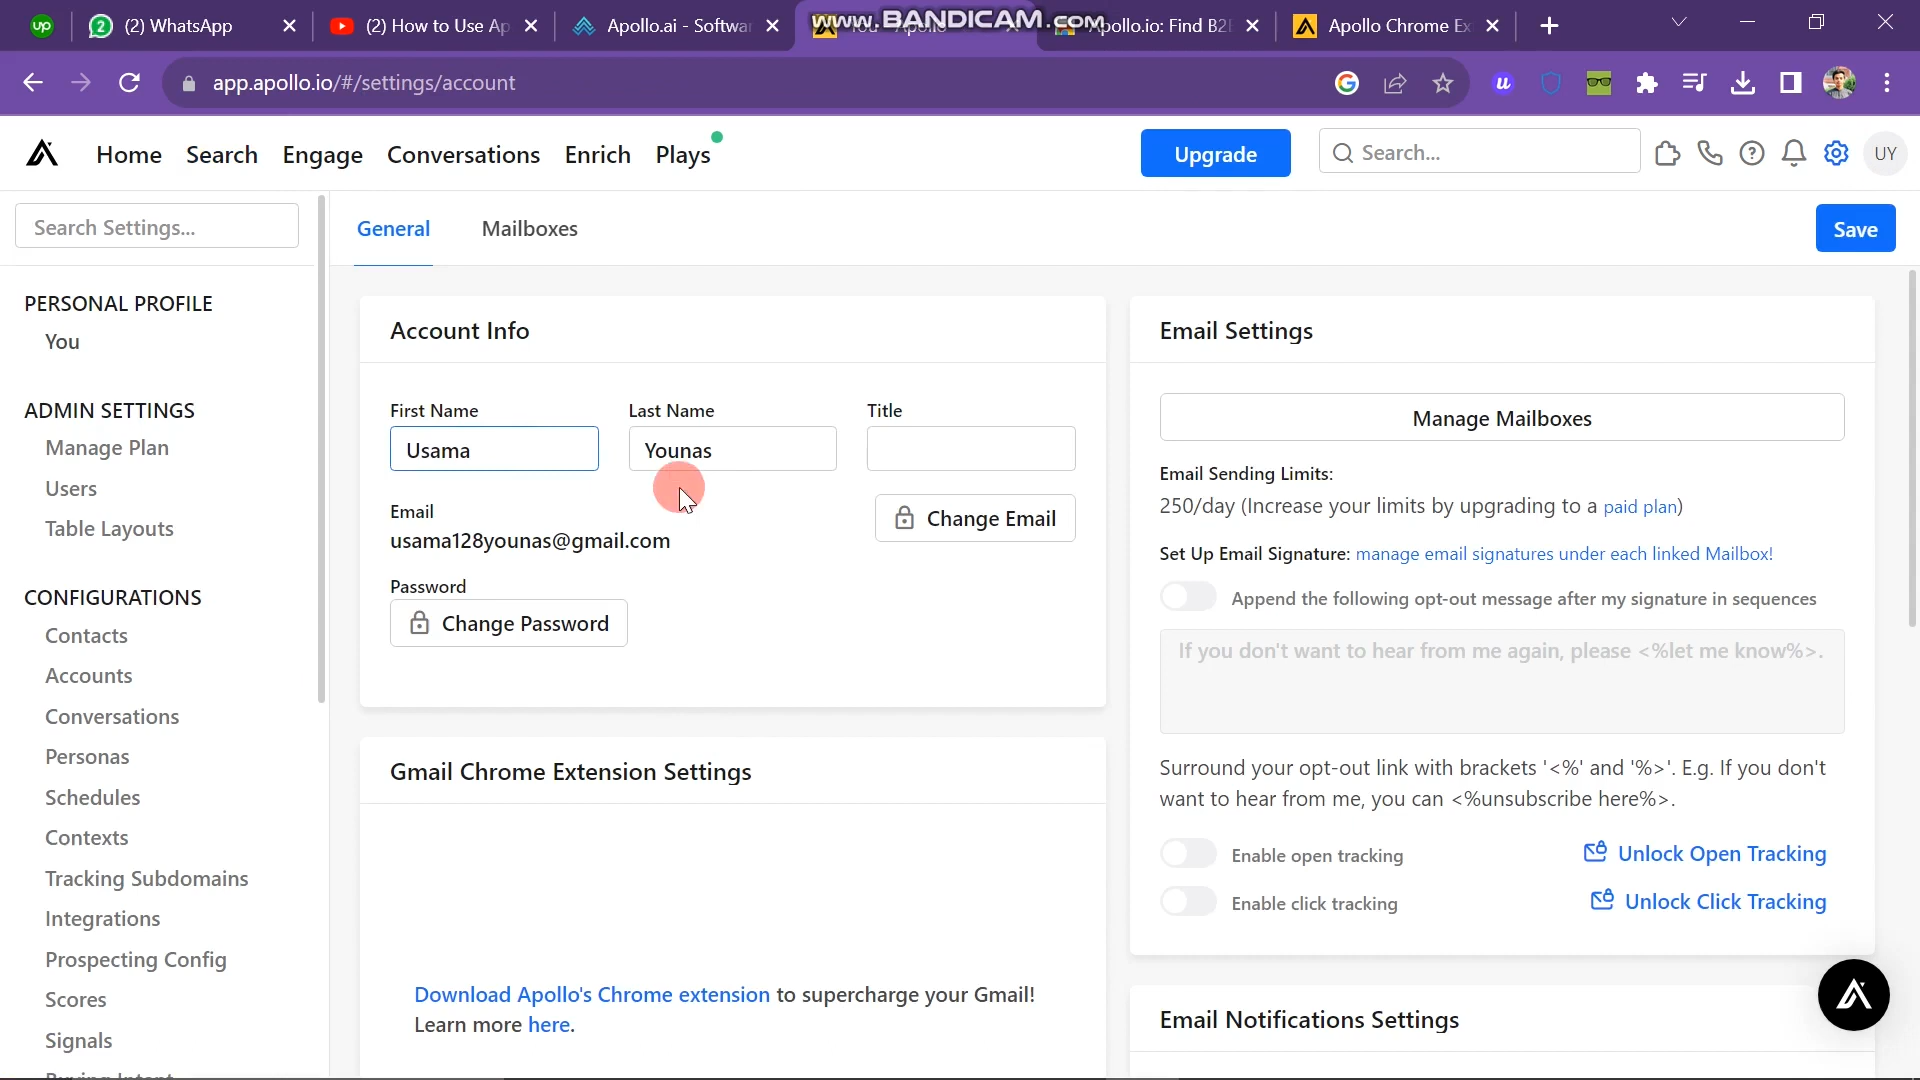 up
2
(2) WhatsApp
(2) How to Use Ap
Apollo.ai - Softwar
www.BANDICAM.com
Apollo.io: Find B2B
Apollo Chrome Ex
app.apollo.io/#/settings/account
u
Home
Search
Engage
Conversations
Enrich
Plays
Upgrade
Search...
UY
Search Settings...
General
Mailboxes
Save
PERSONAL PROFILE
You
ADMIN SETTINGS
Manage Plan
Users
Table Layouts
CONFIGURATIONS
Contacts
Accounts
Conversations
Personas
Schedules
Contexts
Tracking Subdomains
Integrations
Prospecting Config
Scores
Signals
Account Info
First Name
Last Name
Title
Usama
Younas
Email
usama128younas@gmail.com
Change Email
Password
Change Password
Gmail Chrome Extension Settings
Download Apollo's Chrome extension to supercharge your Gmail!
Learn more here.
Email Settings
Manage Mailboxes
Email Sending Limits:
250/day (Increase your limits by upgrading to a paid plan)
Set Up Email Signature: manage email signatures under each linked Mailbox!
Append the following opt-out message after my signature in sequences
If you don't want to hear from me again, please <%let me know%>.
Surround your opt-out link with brackets '<%' and '%>'. E.g. If you don't
want to hear from me, you can <%unsubscribe here%>.
Enable open tracking
Unlock Open Tracking
Enable click tracking
Unlock Click Tracking
Email Notifications Settings